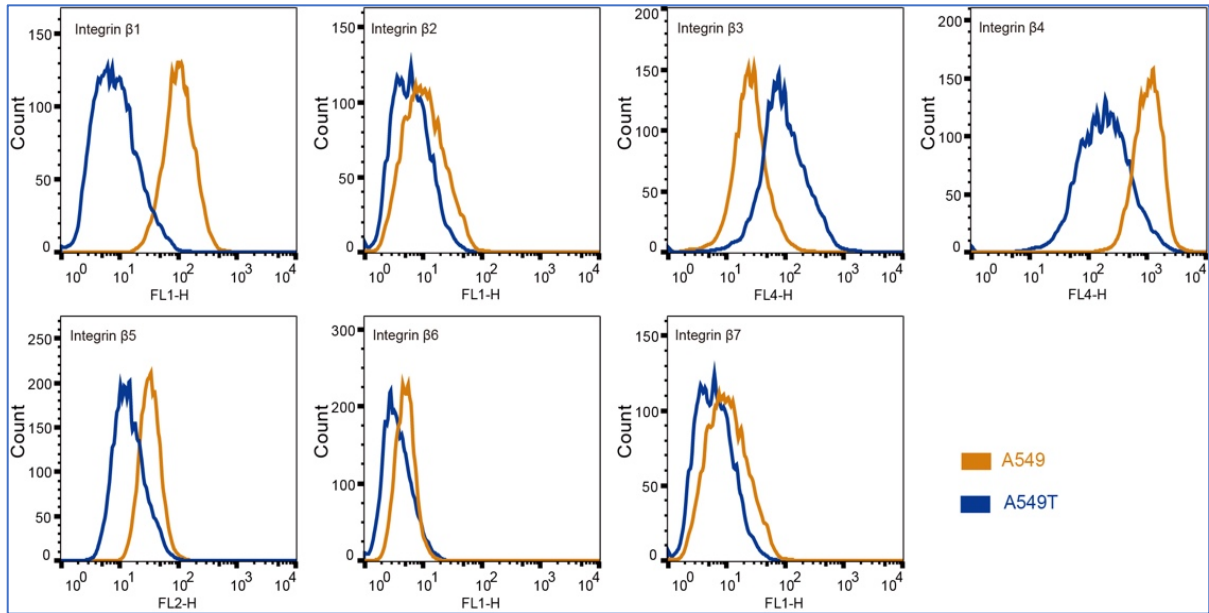 Integrin β1
Count
150
100
50
0
10^0 10^1 10^2 10^3 10^4
FL1-H
Integrin β2
Count
150
100
50
0
10^0 10^1 10^2 10^3 10^4
FL1-H
Integrin β3
Count
200
150
100
50
0
10^0 10^1 10^2 10^3 10^4
FL4-H
Integrin β4
Count
200
150
100
50
0
10^0 10^1 10^2 10^3 10^4
FL4-H
Integrin β5
Count
250
200
150
100
50
0
10^0 10^1 10^2 10^3 10^4
FL2-H
Integrin β6
Count
300
200
100
0
10^0 10^1 10^2 10^3 10^4
FL1-H
Integrin β7
Count
150
100
50
0
10^0 10^1 10^2 10^3 10^4
FL1-H
A549
A549T